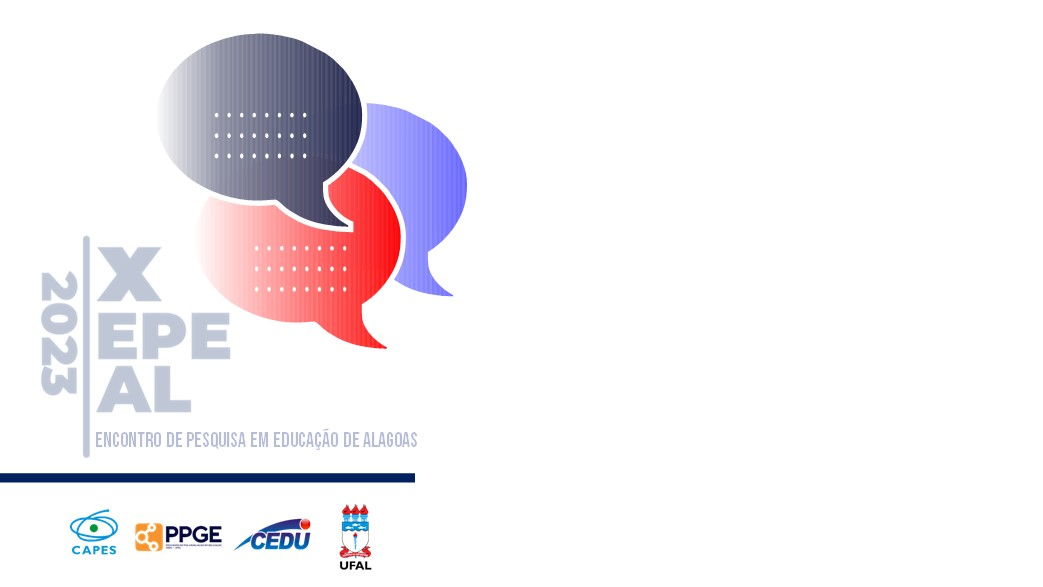 2023
X
EPE
AL
ENCONTRO DE PESQUISA EM EDUCAÇÃO DE ALAGOAS
CAPES
PPGE
CEDU
UFAL